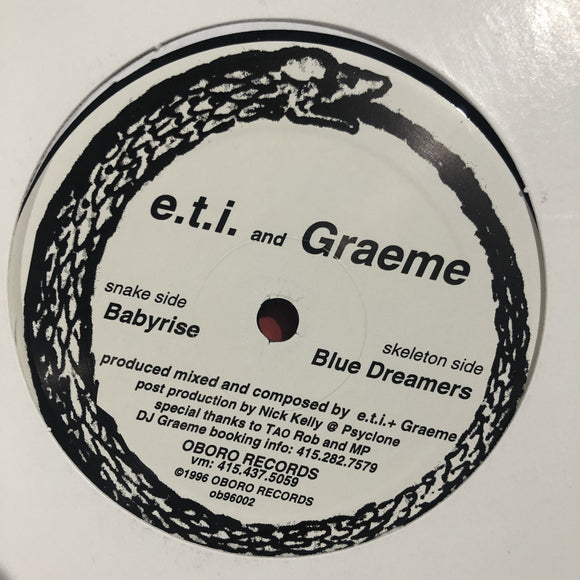 e.t.i. and Graeme
snake side
Babyrise
skeleton side
Blue Dreamers
produced mixed and composed by e.t.i.+ Graeme
post production by Nick Kelly @ Psyclone
special thanks to TAO Rob and MP
DJ Graeme booking info: 415.282.7579
OBORO RECORDS
vm: 415.437.5059
©1996 OBORO RECORDS
ob96002